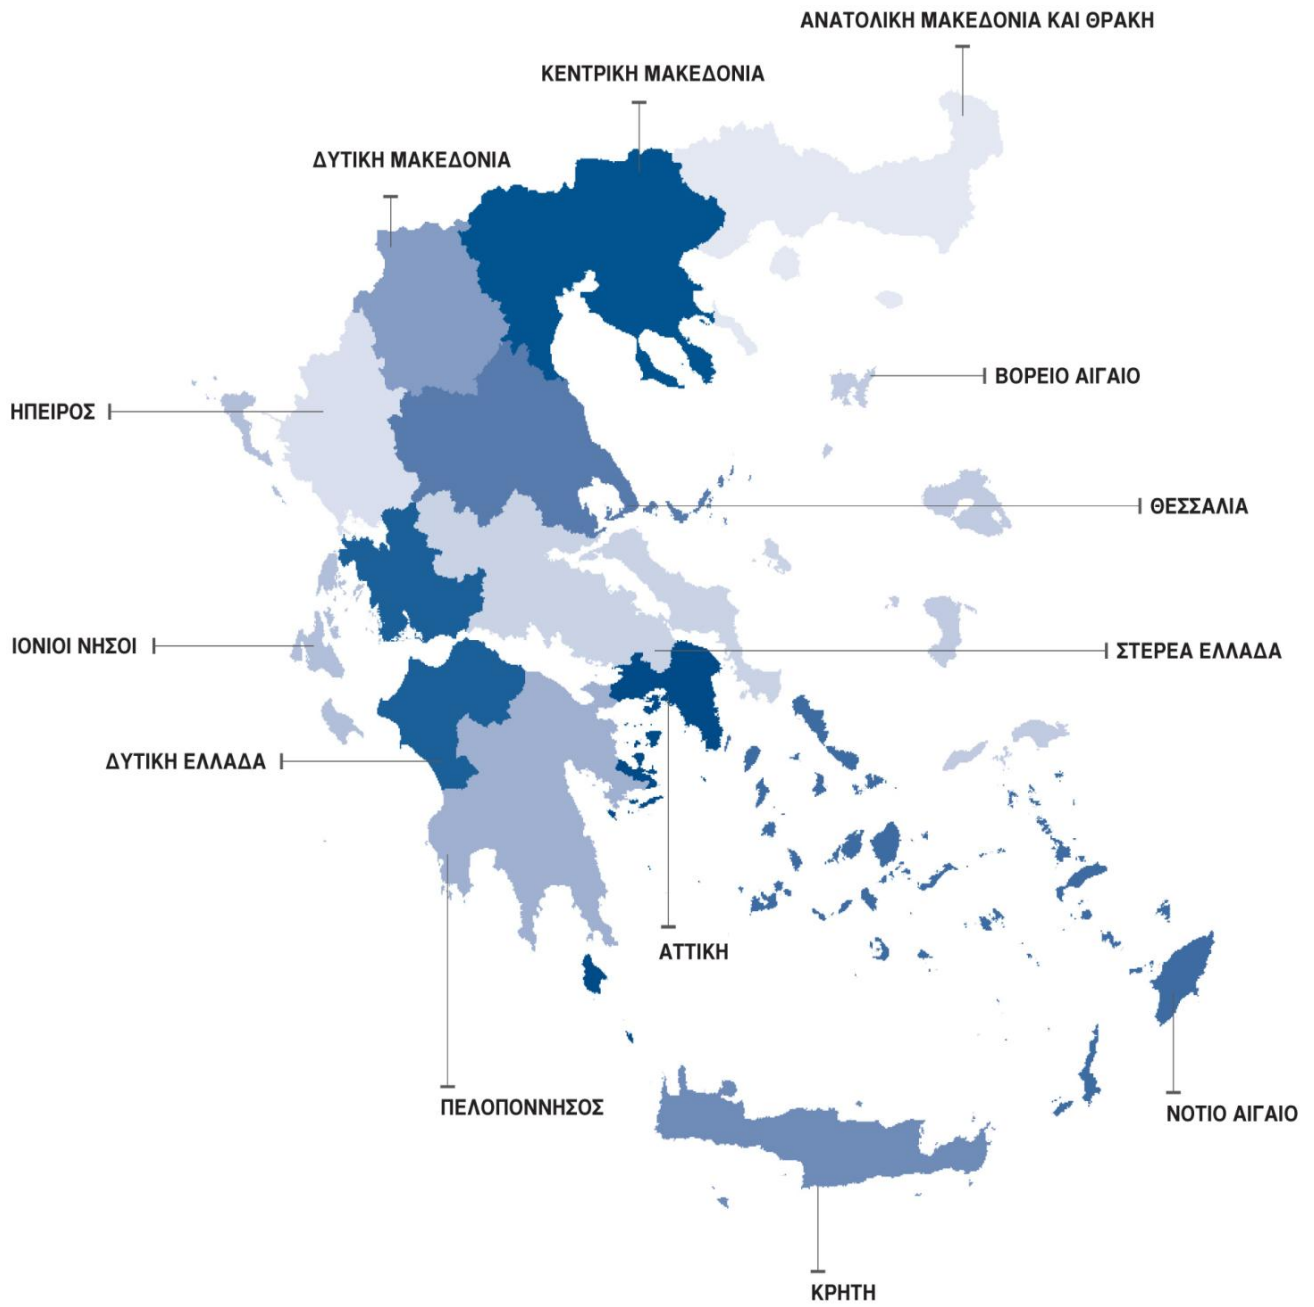 ΑΝΑΤΟΛΙΚΗ ΜΑΚΕΔΟΝΙΑ ΚΑΙ ΘΡΑΚΗ
ΚΕΝΤΡΙΚΗ ΜΑΚΕΔΟΝΙΑ
ΔΥΤΙΚΗ ΜΑΚΕΔΟΝΙΑ
ΒΟΡΕΙΟ ΑΙΓΑΙΟ
ΗΠΕΙΡΟΣ
ΘΕΣΣΑΛΙΑ
ΙΟΝΙΟΙ ΝΗΣΟΙ
ΣΤΕΡΕΑ ΕΛΛΑΔΑ
ΔΥΤΙΚΗ ΕΛΛΑΔΑ
ΑΤΤΙΚΗ
ΠΕΛΟΠΟΝΝΗΣΟΣ
ΝΟΤΙΟ ΑΙΓΑΙΟ
ΚΡΗΤΗ